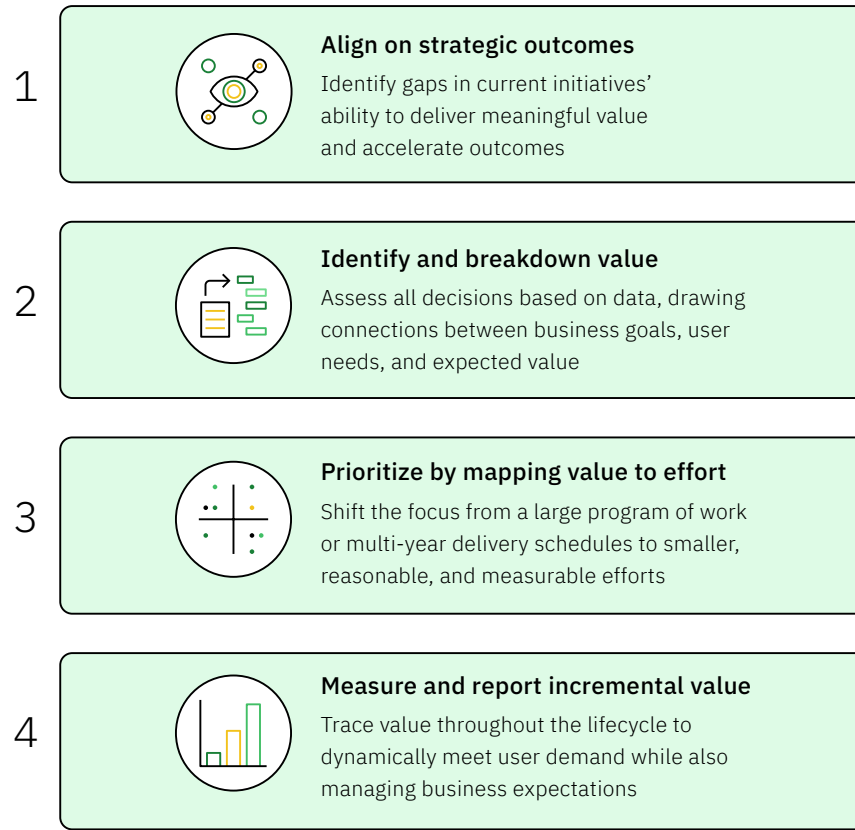 1
Align on strategic outcomes
Identify gaps in current initiatives’
ability to deliver meaningful value
and accelerate outcomes
2
Identify and breakdown value
Assess all decisions based on data, drawing
connections between business goals, user
needs, and expected value
3
Prioritize by mapping value to effort
Shift the focus from a large program of work
or multi-year delivery schedules to smaller,
reasonable, and measurable efforts
4
Measure and report incremental value
Trace value throughout the lifecycle to
dynamically meet user demand while also
managing business expectations